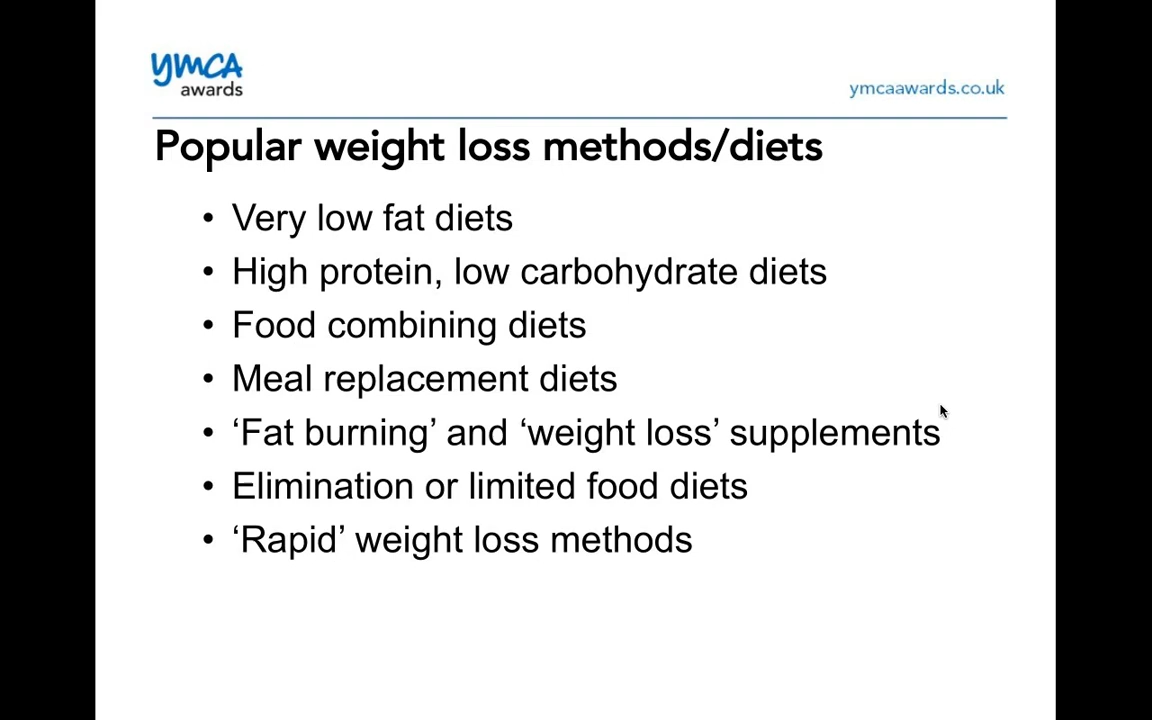 ymca
awards
ymcaawards.co.uk
Popular weight loss methods/diets
• Very low fat diets
• High protein, low carbohydrate diets
• Food combining diets
• Meal replacement diets
• ‘Fat burning’ and ‘weight loss’ supplements
• Elimination or limited food diets
• ‘Rapid’ weight loss methods